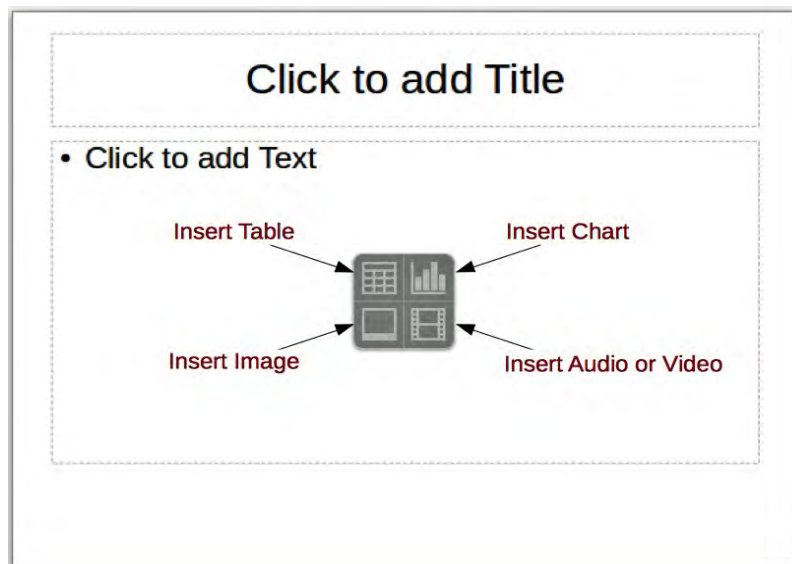 Click to add Title
• Click to add Text
Insert Table
Insert Chart
Insert Image
Insert Audio or Video